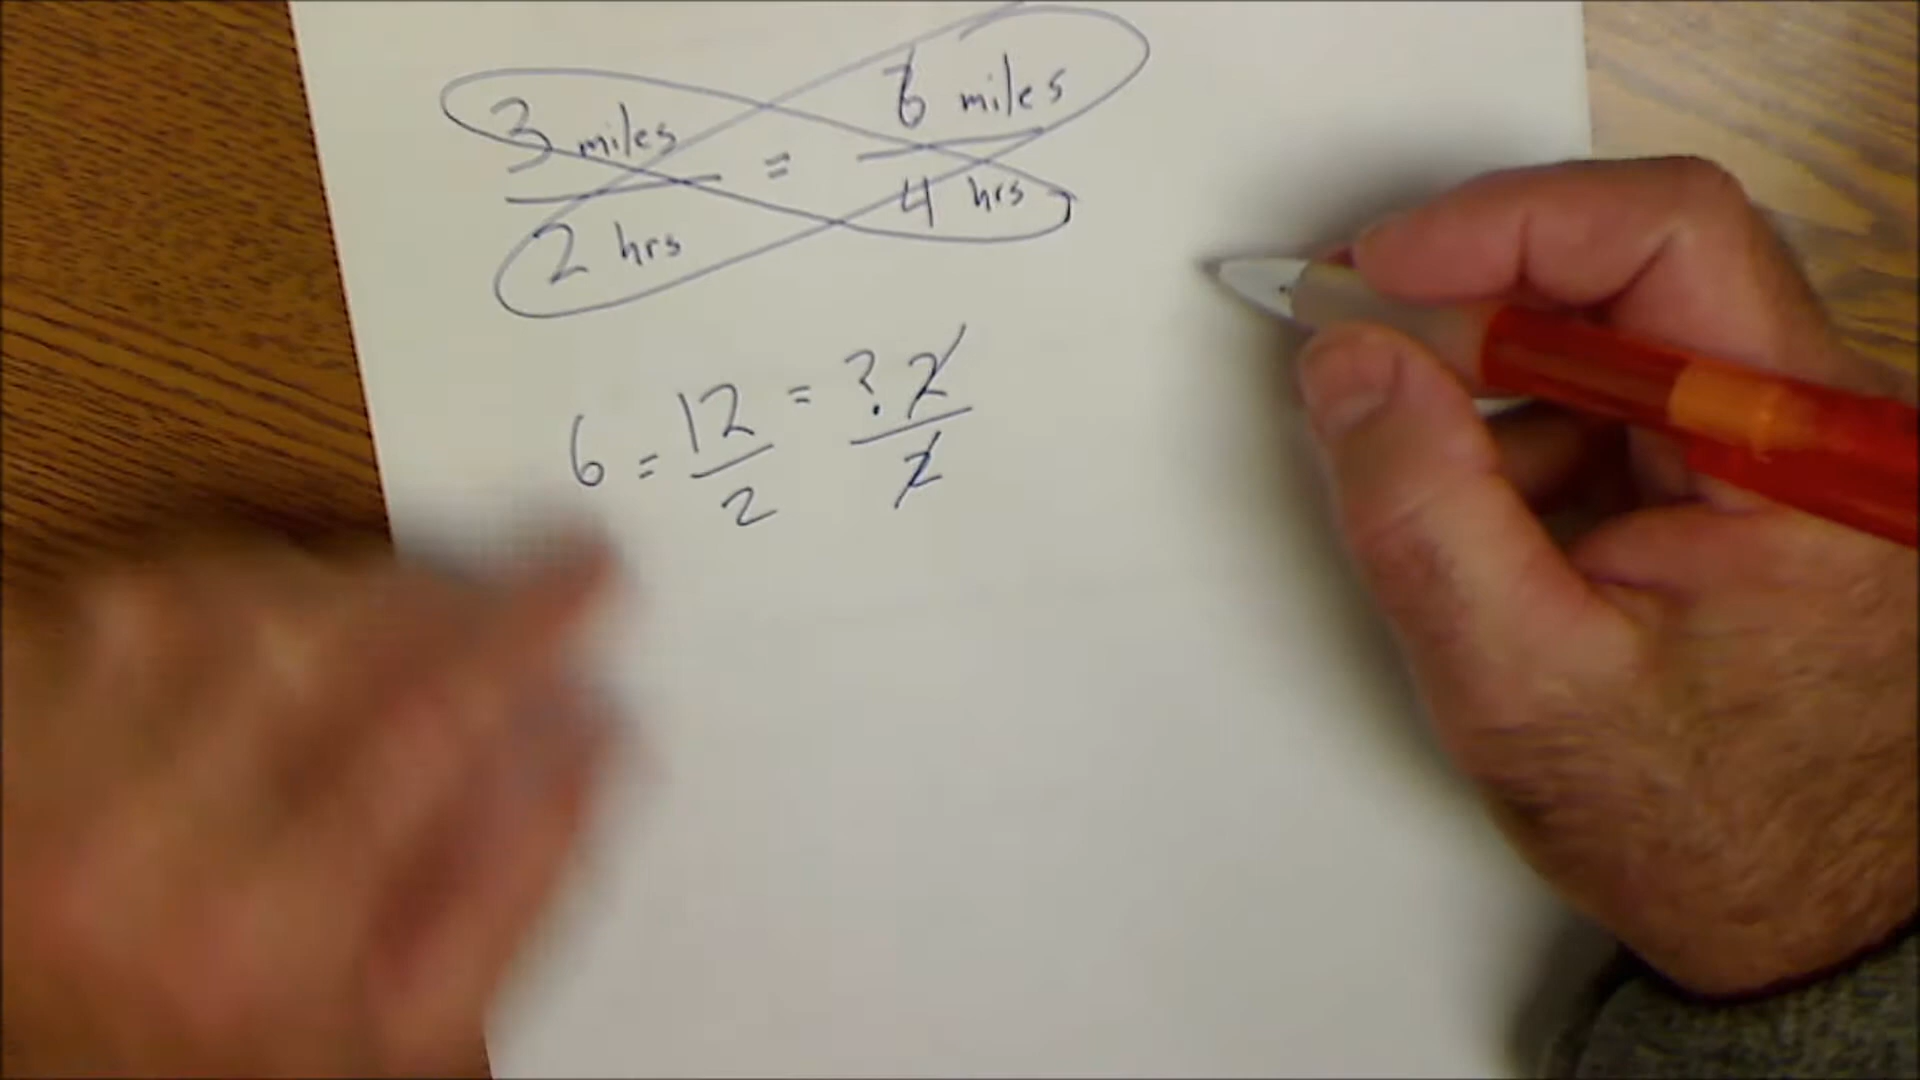 3 miles = 6 miles
2 hrs 4 hrs
6 = 12 = ? 2
2 2